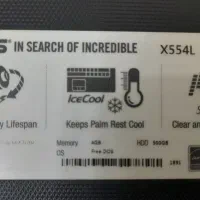 S IN SEARCH OF INCREDIBLE X554L
IceCool
y Lifespan Keeps Palm Rest Cool Clear an
Memory 4GB HDD 500GB
OS Free DOS